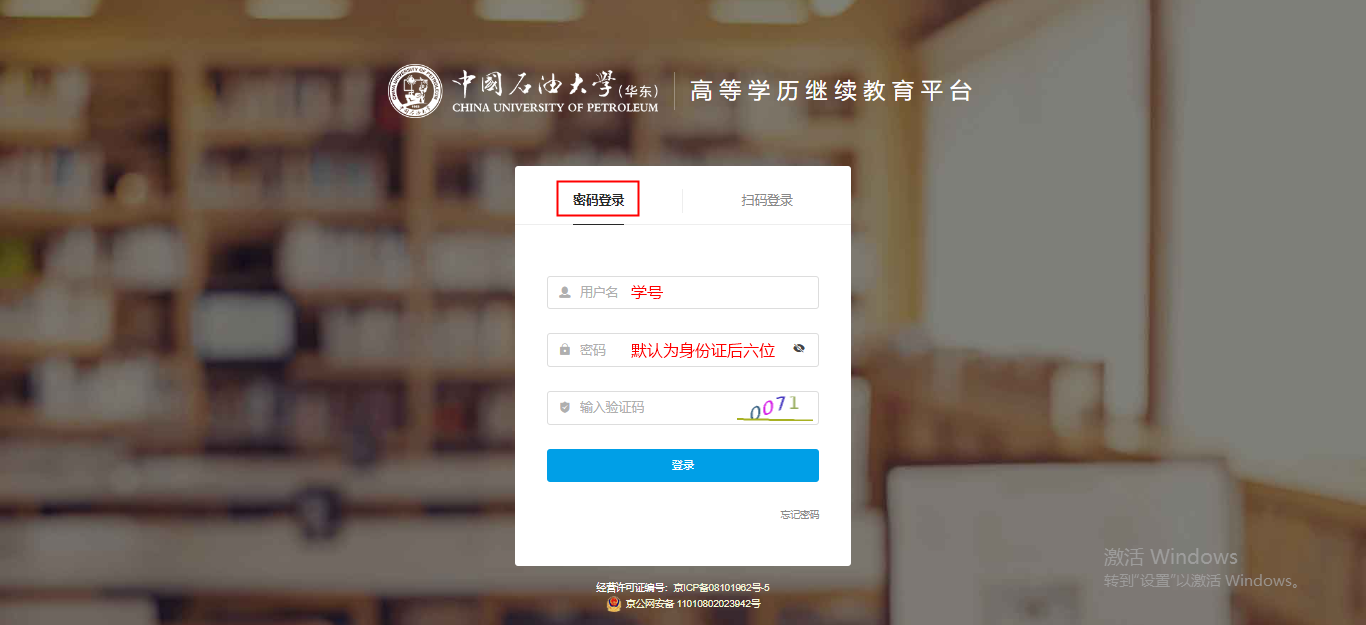 中國石油大學(华东) 高等学历继续教育平台
CHINA UNIVERSITY OF PETROLEUM
密码登录 扫码登录
用户名 学号
密码 默认为身份证后六位
输入验证码 0071
登录
忘记密码
经营许可证编号：京ICP备08101962号-5
京公网安备 11010802023942号
激活 Windows
转到"设置"以激活 Windows。